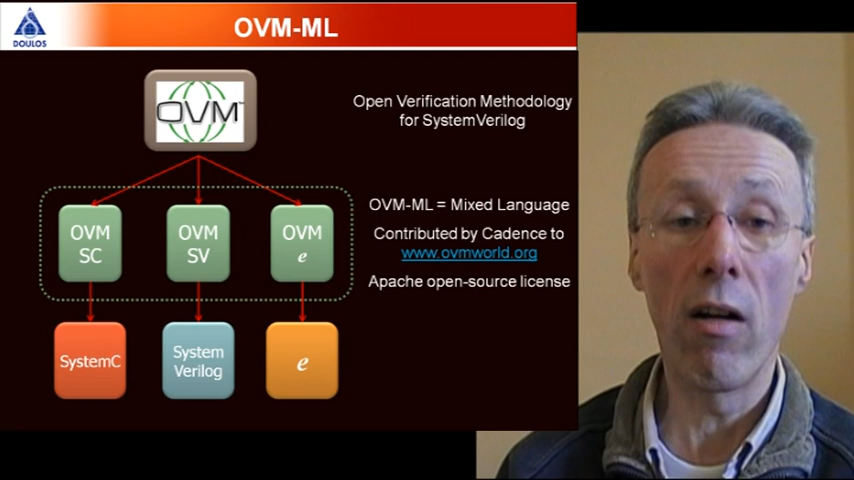 DOULOS
OVM-ML
OVM™
Open Verification Methodology
for SystemVerilog
OVM
SC
OVM
SV
OVM
e
OVM-ML = Mixed Language
Contributed by Cadence to
www.ovmworld.org
Apache open-source license
SystemC
System
Verilog
e